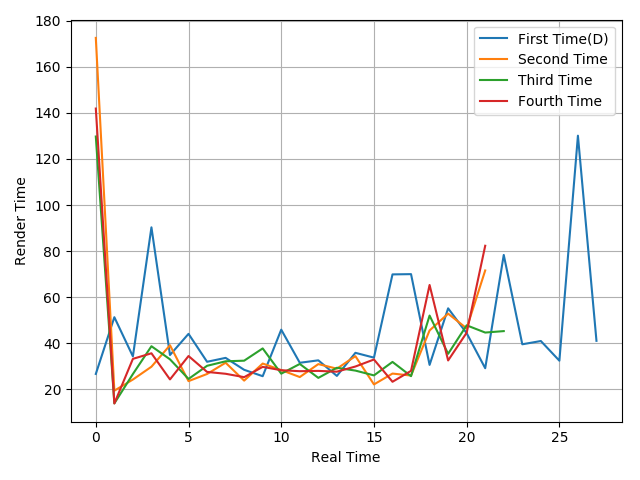 180
160
140
120
100
80
60
40
20
Render Time
First Time(D)
Second Time
Third Time
Fourth Time
0 5 10 15 20 25
Real Time